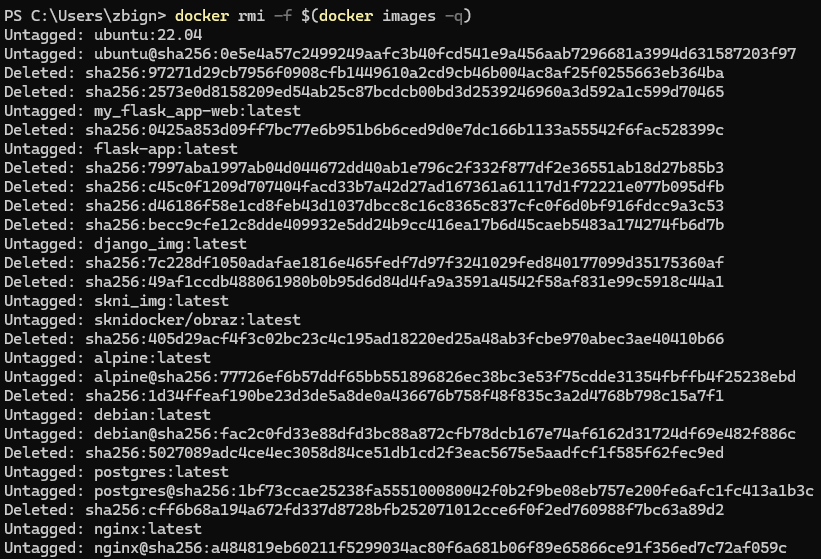 PS C:\Users\zbign> docker rmi -f $(docker images -q)
Untagged: ubuntu:22.04
Untagged: ubuntu@sha256:0e5e4a57c2499249aafc3b40fcd541e9a456aab7296681a3994d631587203f97
Deleted: sha256:97271d29cb7956f0908cfb1449610a2cd9cb46b004ac8af25f0255663eb364ba
Deleted: sha256:2573e0d8158209ed54ab25c87bcdcb00bd3d2539246960a3d592a1c599d70465
Untagged: my_flask_app-web:latest
Deleted: sha256:0425a853d09ff7bc77e6b951b6b6ced9d0e7dc166b1133a55542f6fac528399c
Untagged: flask-app:latest
Deleted: sha256:7997aba1997ab04d044672dd40ab1e796c2f332f877df2e36551ab18d27b85b3
Deleted: sha256:c45c0f1209d707404facd33b7a42d27ad167361a61117d1f72221e077b095dfb
Deleted: sha256:d46186f58e1cd8feb43d1037dbcc8c16c8365c837cfc0f6d0bf916fdcc9a3c53
Deleted: sha256:becc9cfe12c8dde409932e5dd24b9cc416ea17b6d45caeb5483a174274fb6d7b
Untagged: django_img:latest
Deleted: sha256:7c228df1050adafae1816e465fedf7d97f3241029fed840177099d35175360af
Deleted: sha256:49af1ccdb488061980b0b95d6d84d4fa9a3591a4542f58af831e99c5918c44a1
Untagged: skni_img:latest
Untagged: sknidocker/obraz:latest
Deleted: sha256:405d29acf4f3c02bc23c4c195ad18220ed25a48ab3fcbe970abec3ae40410b66
Untagged: alpine:latest
Untagged: alpine@sha256:77726ef6b57ddf65bb551896826ec38bc3e53f75cdde31354fbffb4f25238ebd
Deleted: sha256:1d34ffeaf190be23d3de5a8de0a436676b758f48f835c3a2d4768b798c15a7f1
Untagged: debian:latest
Untagged: debian@sha256:fac2c0fd33e88dfd3bc88a872cfb78dcb167e74af6162d31724df69e482f886c
Deleted: sha256:5027089adc4ce4ec3058d84ce51db1cd2f3eac5675e5aadfcf1f585f62fec9ed
Untagged: postgres:latest
Untagged: postgres@sha256:1bf73ccae25238fa555100080042f0b2f9be08eb757e200fe6afc1fc413a1b3c
Deleted: sha256:cff6b68a194a672fd337d8728bfb252071012cce6f0f2ed760988f7bc63a89d2
Untagged: nginx:latest
Untagged: nginx@sha256:a484819eb60211f5299034ac80f6a681b06f89e65866ce91f356ed7c72af059c